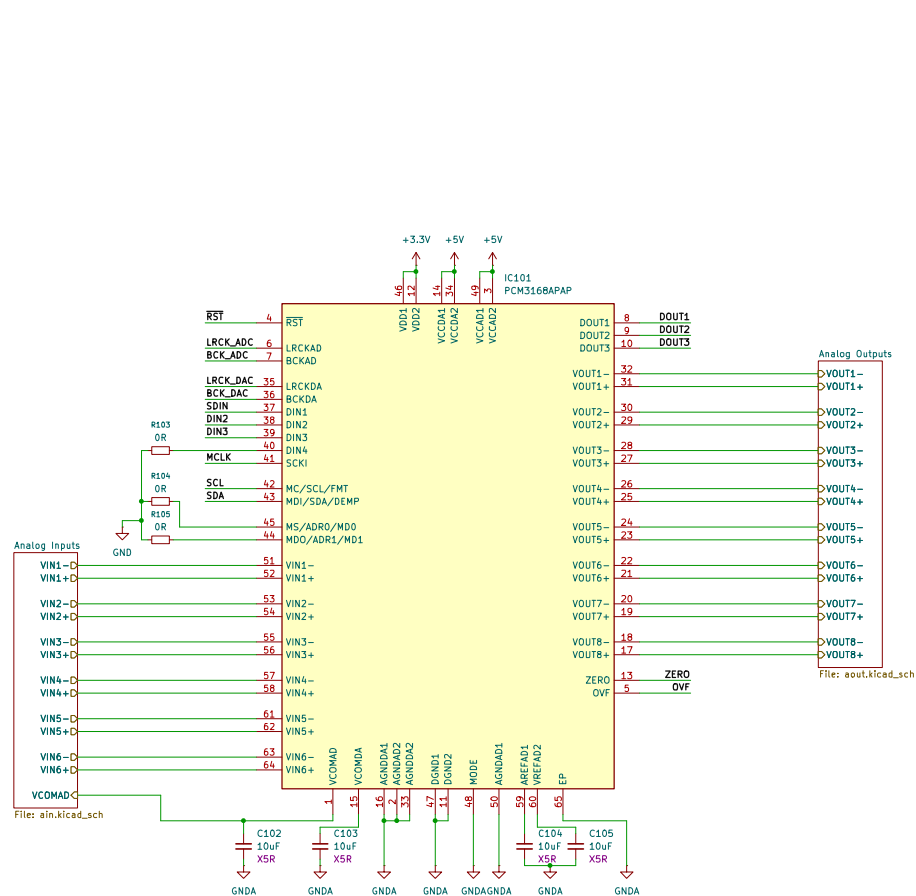 +3.3V +5V +5V
IC101
PCM3168APAP
46 12 14 34 49 3
VDD1 VDD2 VCCDA1 VCCDA2 VCCAD1 VCCAD2
RST 4 RST DOUT1 8 DOUT1
DOUT2 9 DOUT2
LRCK_ADC 6 LRCKAD DOUT3 10 DOUT3
BCK_ADC 7 BCKAD
Analog Outputs
VOUT1- 32 VOUT1-
LRCK_DAC 35 LRCKDA VOUT1+ 31 VOUT1+
BCK_DAC 36 BCKDA
SDIN 37 DIN1 VOUT2- 30 VOUT2-
DIN2 38 DIN2 VOUT2+ 29 VOUT2+
DIN3 39 DIN3
R103
0R
40 DIN4 VOUT3- 28 VOUT3-
MCLK 41 SCKI VOUT3+ 27 VOUT3+
R104
0R
SCL 42 MC/SCL/FMT VOUT4- 26 VOUT4-
SDA 43 MDI/SDA/DEMP VOUT4+ 25 VOUT4+
R105
0R
45 MS/ADR0/MD0 VOUT5- 24 VOUT5-
44 MDO/ADR1/MD1 VOUT5+ 23 VOUT5+
GND
Analog Inputs
VIN1- 51 VIN1- VOUT6- 22 VOUT6-
VIN1+ 52 VIN1+ VOUT6+ 21 VOUT6+
VIN2- 53 VIN2- VOUT7- 20 VOUT7-
VIN2+ 54 VIN2+ VOUT7+ 19 VOUT7+
VIN3- 55 VIN3- VOUT8- 18 VOUT8-
VIN3+ 56 VIN3+ VOUT8+ 17 VOUT8+
File: aout.kicad_sch
VIN4- 57 VIN4- ZERO 13 ZERO
VIN4+ 58 VIN4+ OVF 5 OVF
VIN5- 61 VIN5-
VIN5+ 62 VIN5+
VIN6- 63 VIN6-
VIN6+ 64 VIN6+
VCOMAD
File: ain.kicad_sch
VCOMAD VCOMDA AGNDDA1 AGNDAD2 AGNDDA2 DGND1 DGND2 MODE AGNDAD1 AREFAD1 VREFAD2 EP
1 15 16 2 33 47 11 48 50 59 60 65
C102 C103 C104 C105
10uF 10uF 10uF 10uF
X5R X5R X5R X5R
GNDA GNDA GNDA GNDA GNDA GNDA GNDA GNDA